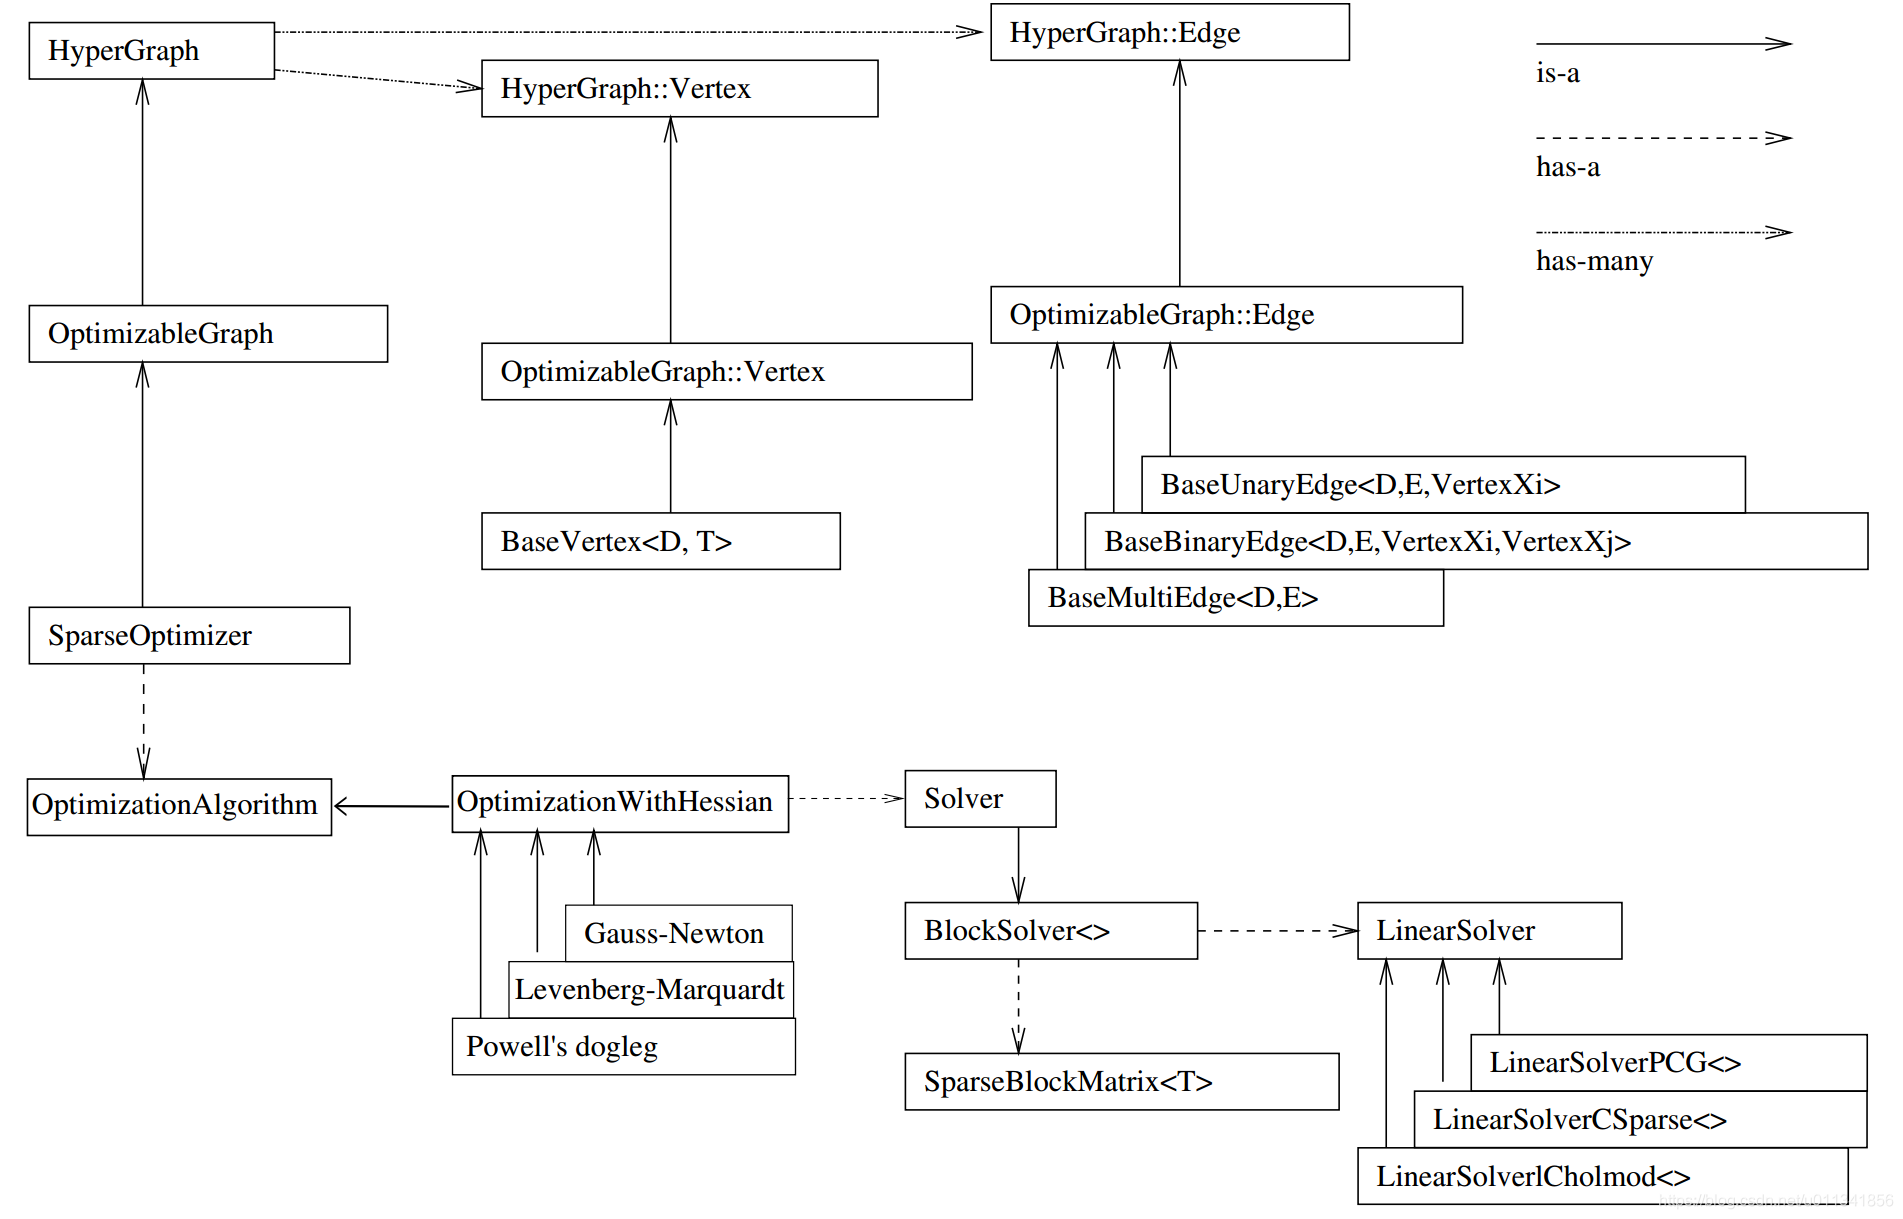 HyperGraph
HyperGraph::Edge
HyperGraph::Vertex
is-a
has-a
has-many
OptimizableGraph
OptimizableGraph::Edge
OptimizableGraph::Vertex
BaseUnaryEdge<D,E,VertexXi>
BaseVertex<D, T>
BaseBinaryEdge<D,E,VertexXi,VertexXj>
BaseMultiEdge<D,E>
SparseOptimizer
OptimizationAlgorithm
OptimizationWithHessian
Solver
Gauss-Newton
BlockSolver<>
LinearSolver
Levenberg-Marquardt
Powell's dogleg
SparseBlockMatrix<T>
LinearSolverPCG<>
LinearSolverCSparse<>
LinearSolverlCholmod<>
https://blog.csdn.net/u011341856